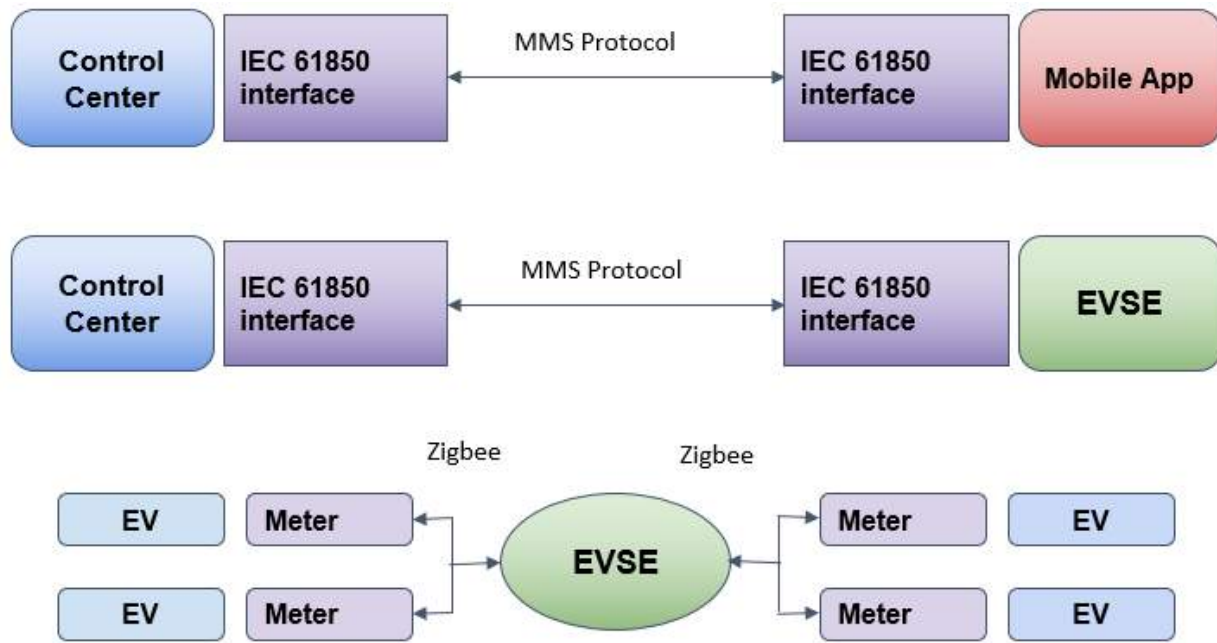 Control
Center
IEC 61850
interface
MMS Protocol
IEC 61850
interface
Mobile App
Control
Center
IEC 61850
interface
MMS Protocol
IEC 61850
interface
EVSE
Zigbee
Zigbee
EV
Meter
Meter
EV
EVSE
EV
Meter
Meter
EV